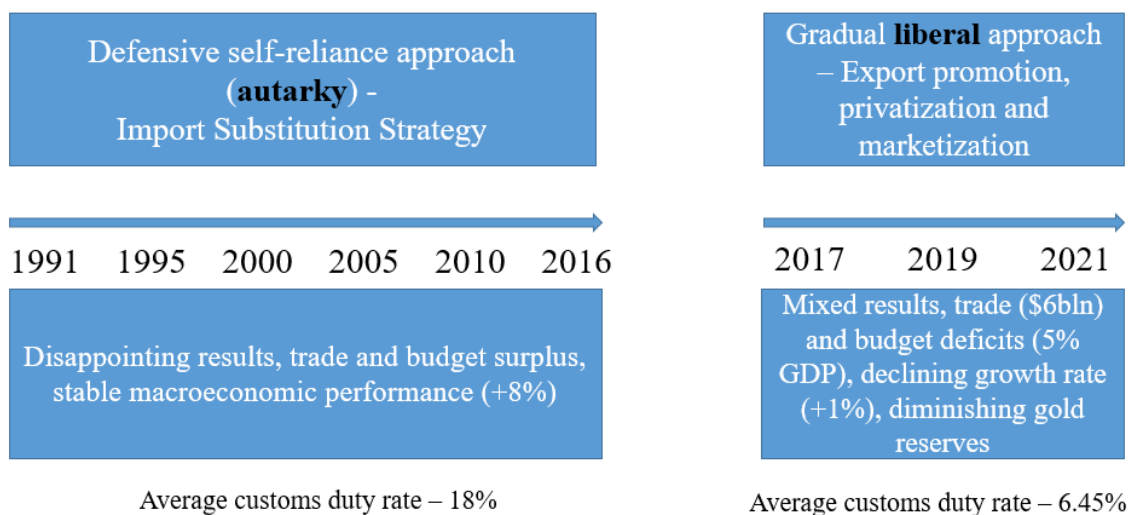 Defensive self-reliance approach
(autarky) -
Import Substitution Strategy
Gradual liberal approach
– Export promotion,
privatization and
marketization
1991 1995 2000 2005 2010 2016
2017 2019 2021
Disappointing results, trade and budget surplus,
stable macroeconomic performance (+8%)
Mixed results, trade ($6bln)
and budget deficits (5%
GDP), declining growth rate
(+1%), diminishing gold
reserves
Average customs duty rate – 18%
Average customs duty rate – 6.45%